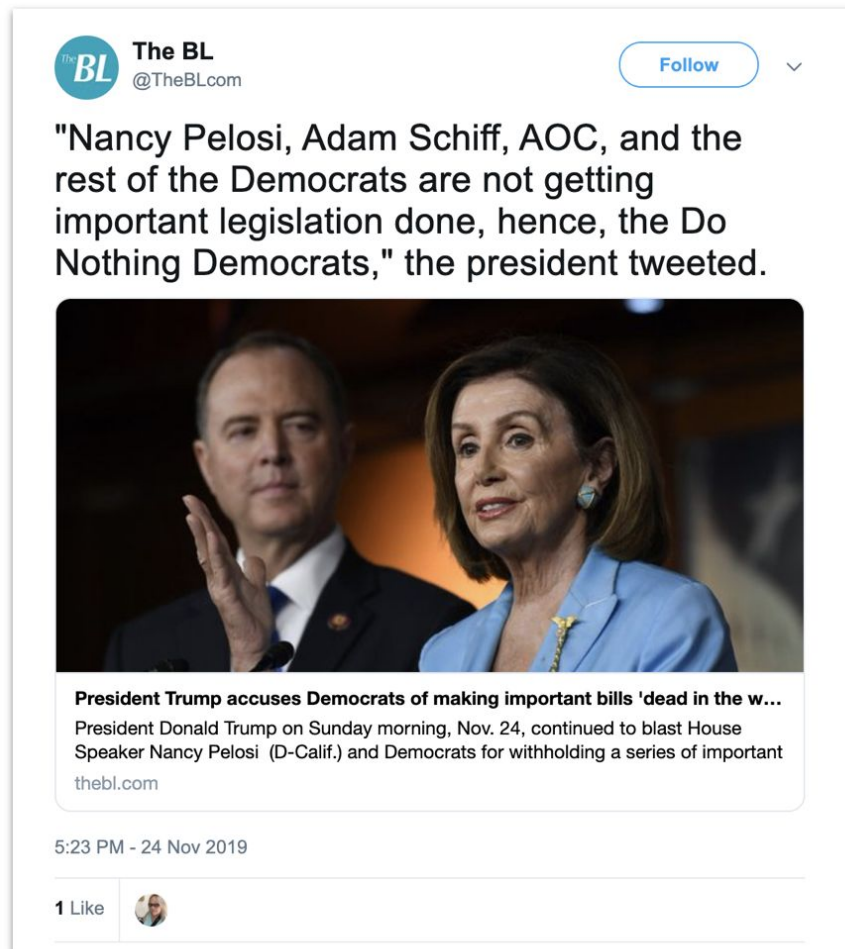 The BL
The BL
@TheBLcom
Follow
"Nancy Pelosi, Adam Schiff, AOC, and the
rest of the Democrats are not getting
important legislation done, hence, the Do
Nothing Democrats," the president tweeted.
President Trump accuses Democrats of making important bills 'dead in the w...
President Donald Trump on Sunday morning, Nov. 24, continued to blast House
Speaker Nancy Pelosi (D-Calif.) and Democrats for withholding a series of important
thebl.com
5:23 PM - 24 Nov 2019
1 Like